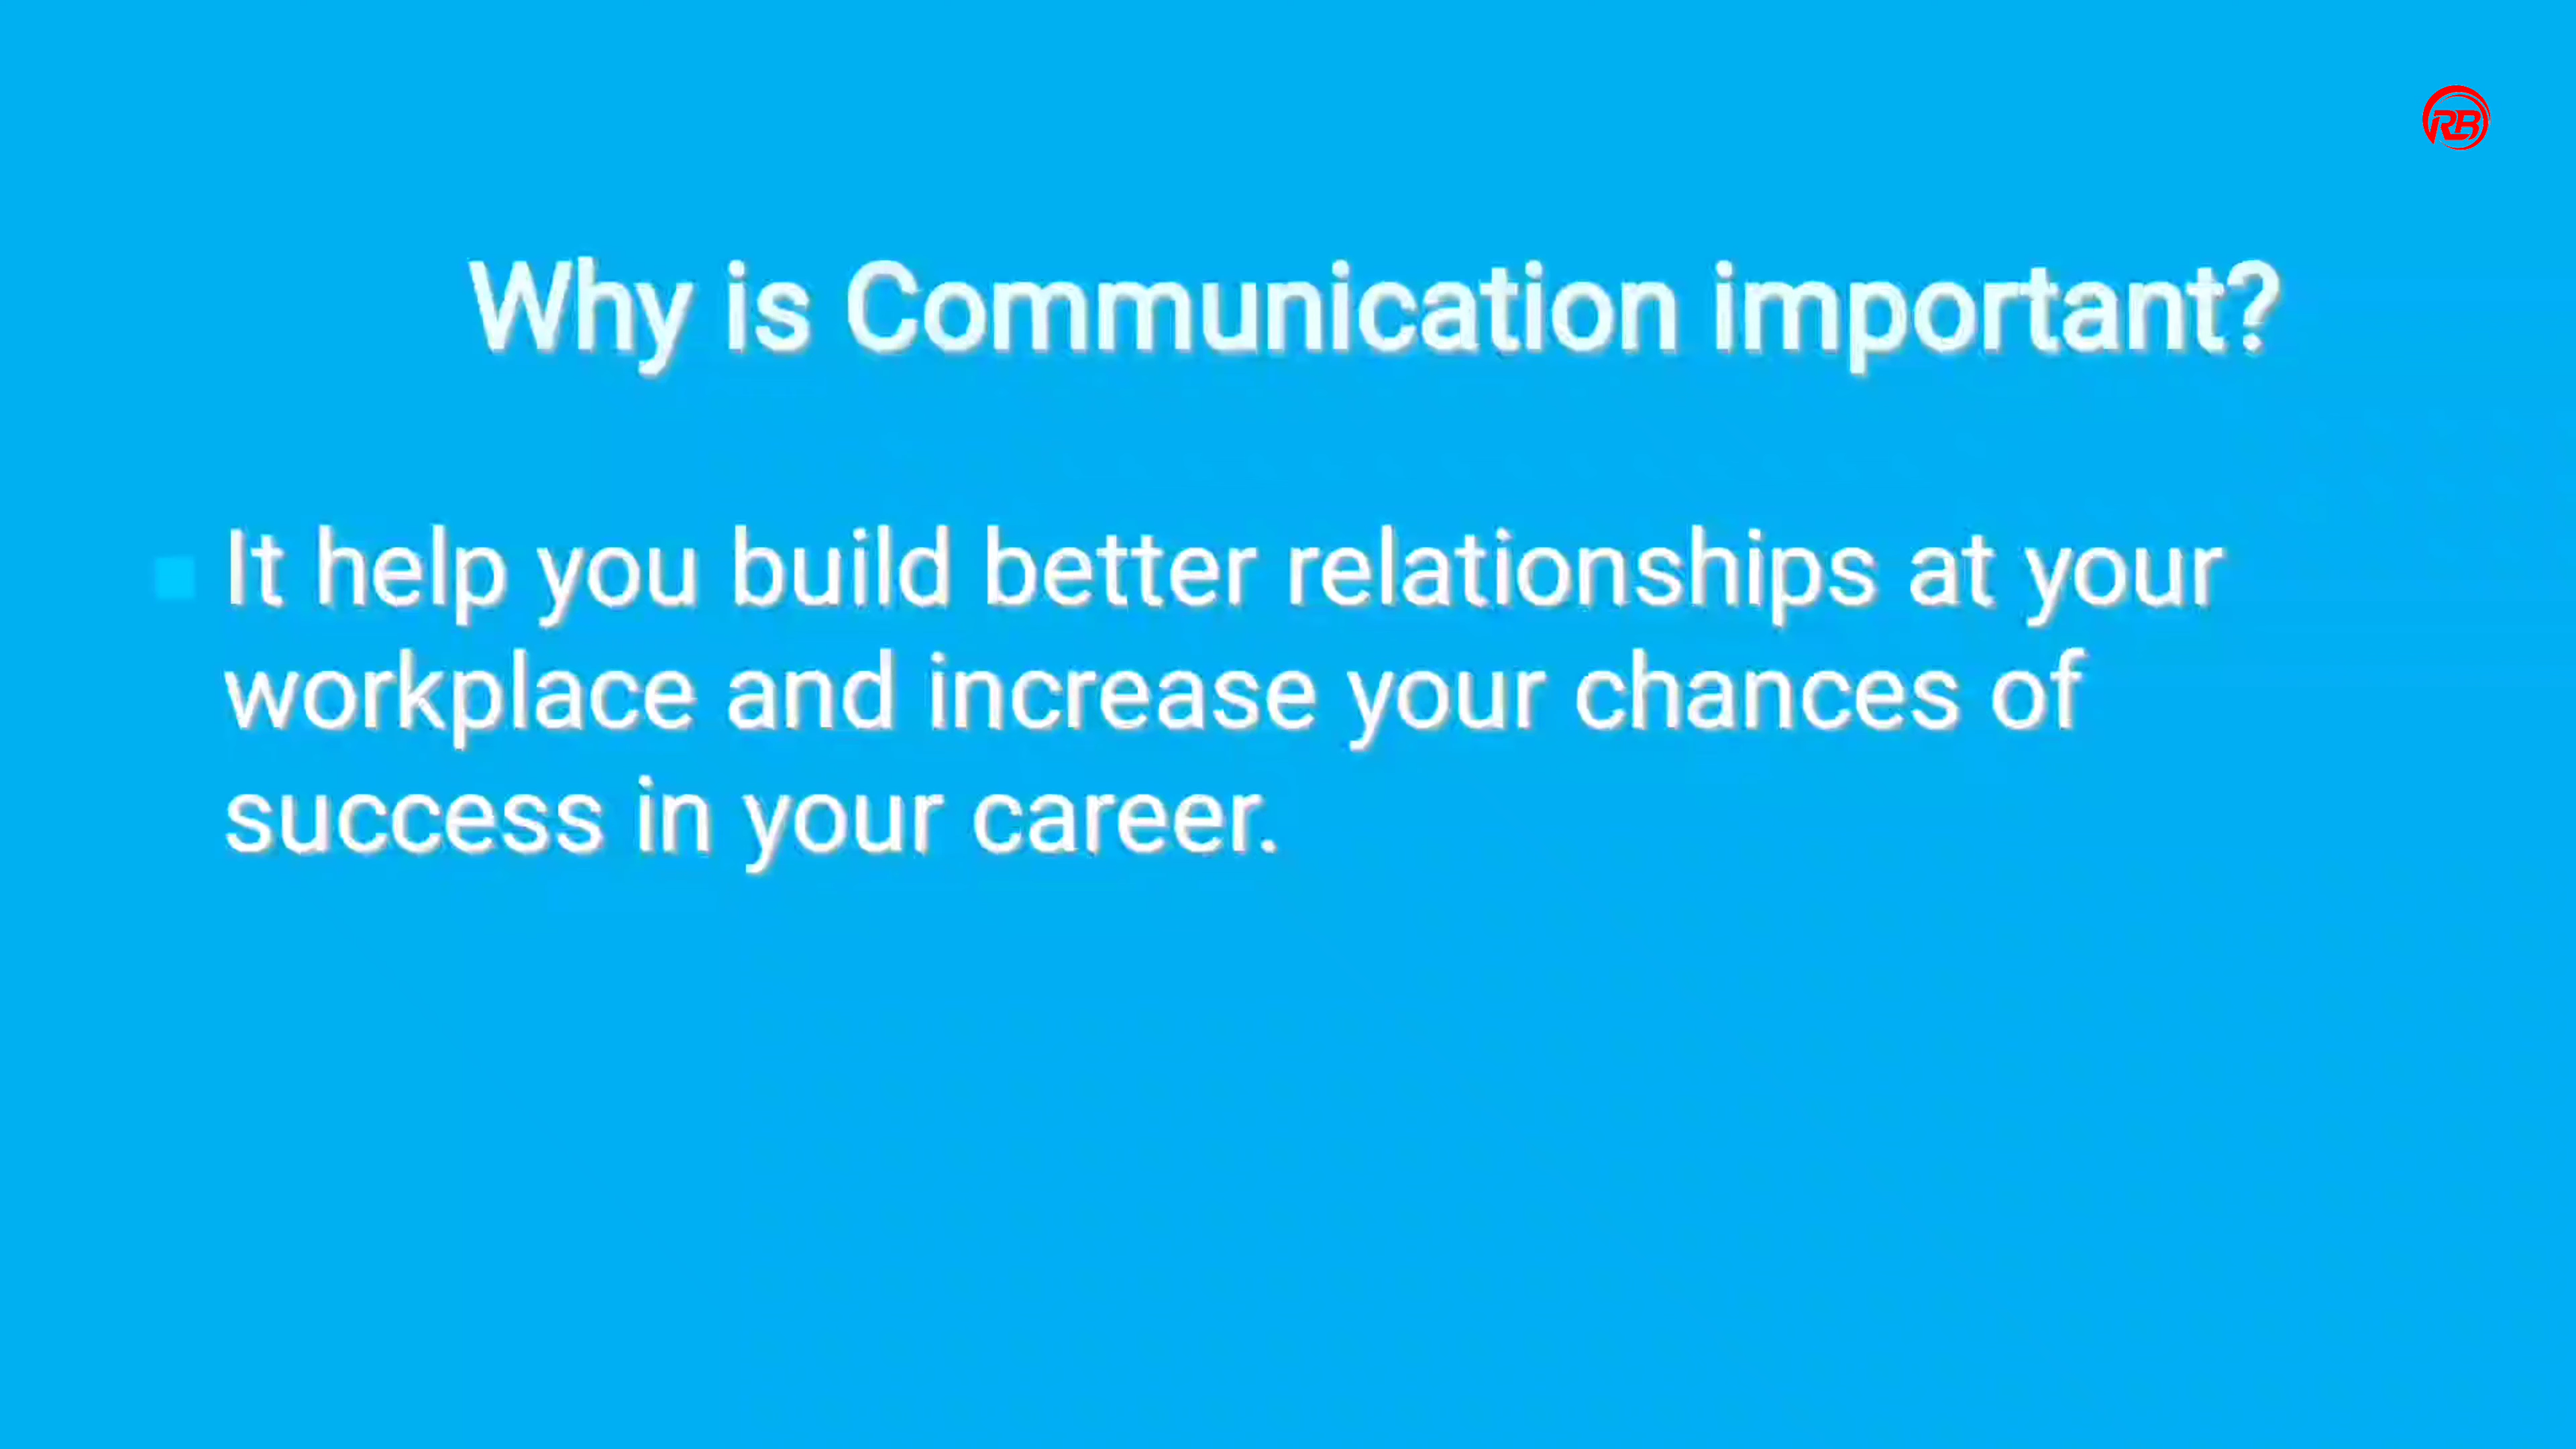 RB
Why is Communication important?
It help you build better relationships at your
workplace and increase your chances of
success in your career.